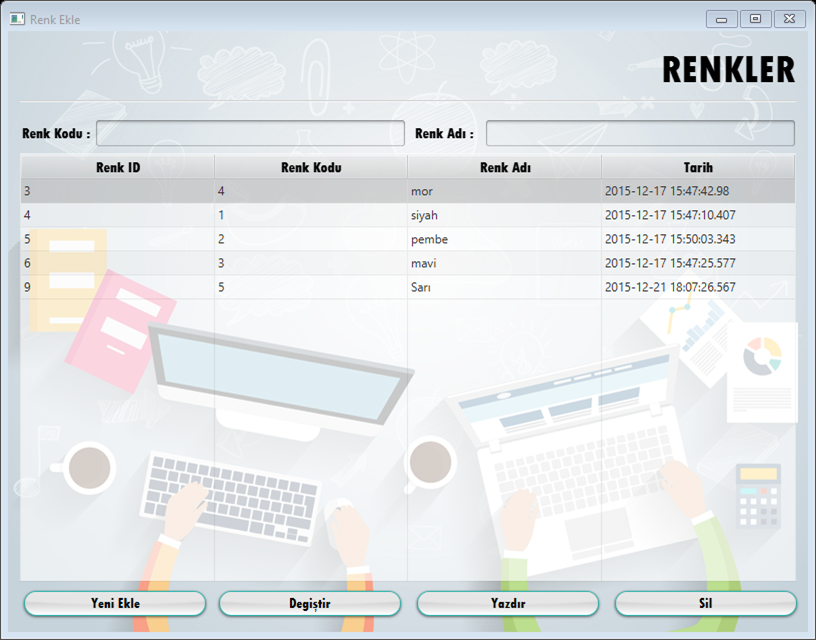 Renk Ekle
RENKLER
Renk Kodu : Renk Adı :
Renk ID Renk Kodu Renk Adı Tarih
3 4 mor 2015-12-17 15:47:42.98
4 1 siyah 2015-12-17 15:47:10.407
5 2 pembe 2015-12-17 15:50:03.343
6 3 mavi 2015-12-17 15:47:25.577
9 5 Sarı 2015-12-21 18:07:26.567
Yeni Ekle Degiştir Yazdır Sil